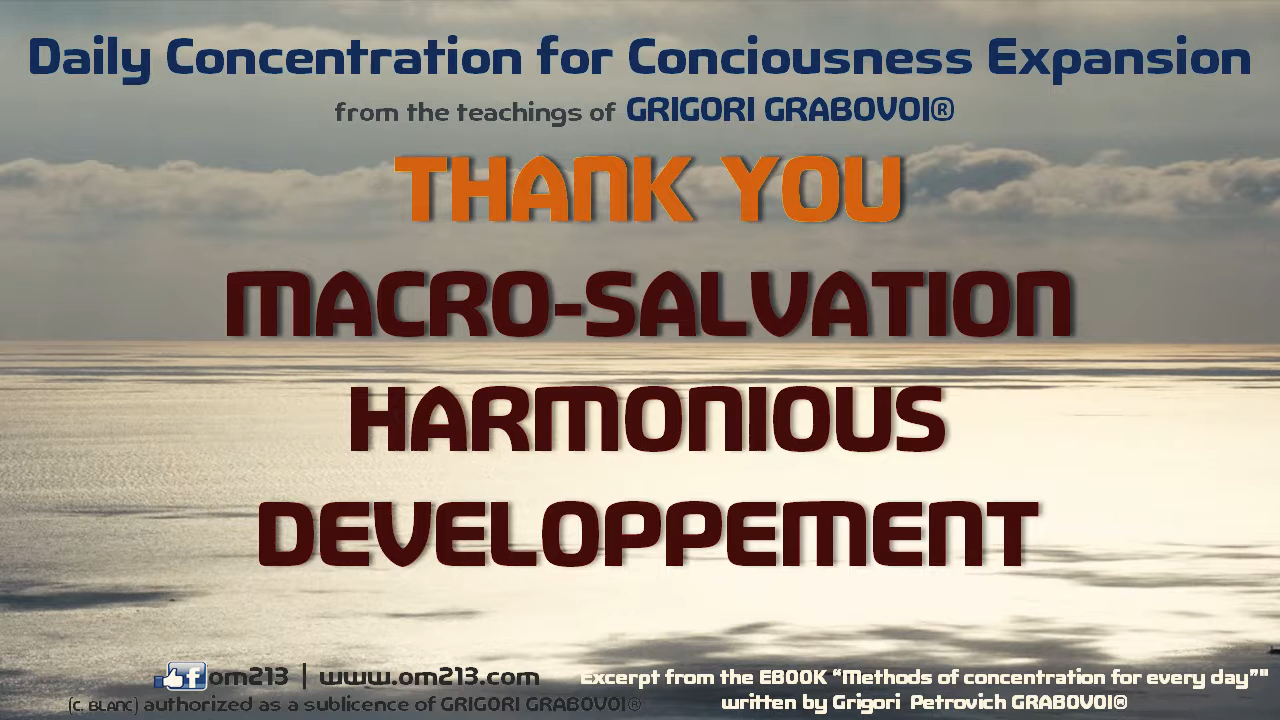 Daily Concentration for Conciousness Expansion
from the teachings of GRIGORI GRABOVOI®
THANK YOU
MACRO-SALVATION
HARMONIOUS
DEVELOPPEMENT
f om213 | www.om213.com
(C. BLANC) authorized as a sublicence of GRIGORI GRABOVOI®
Excerpt from the EBOOK “Methods of concentration for every day”"
written by Grigori Petrovich GRABOVOI®